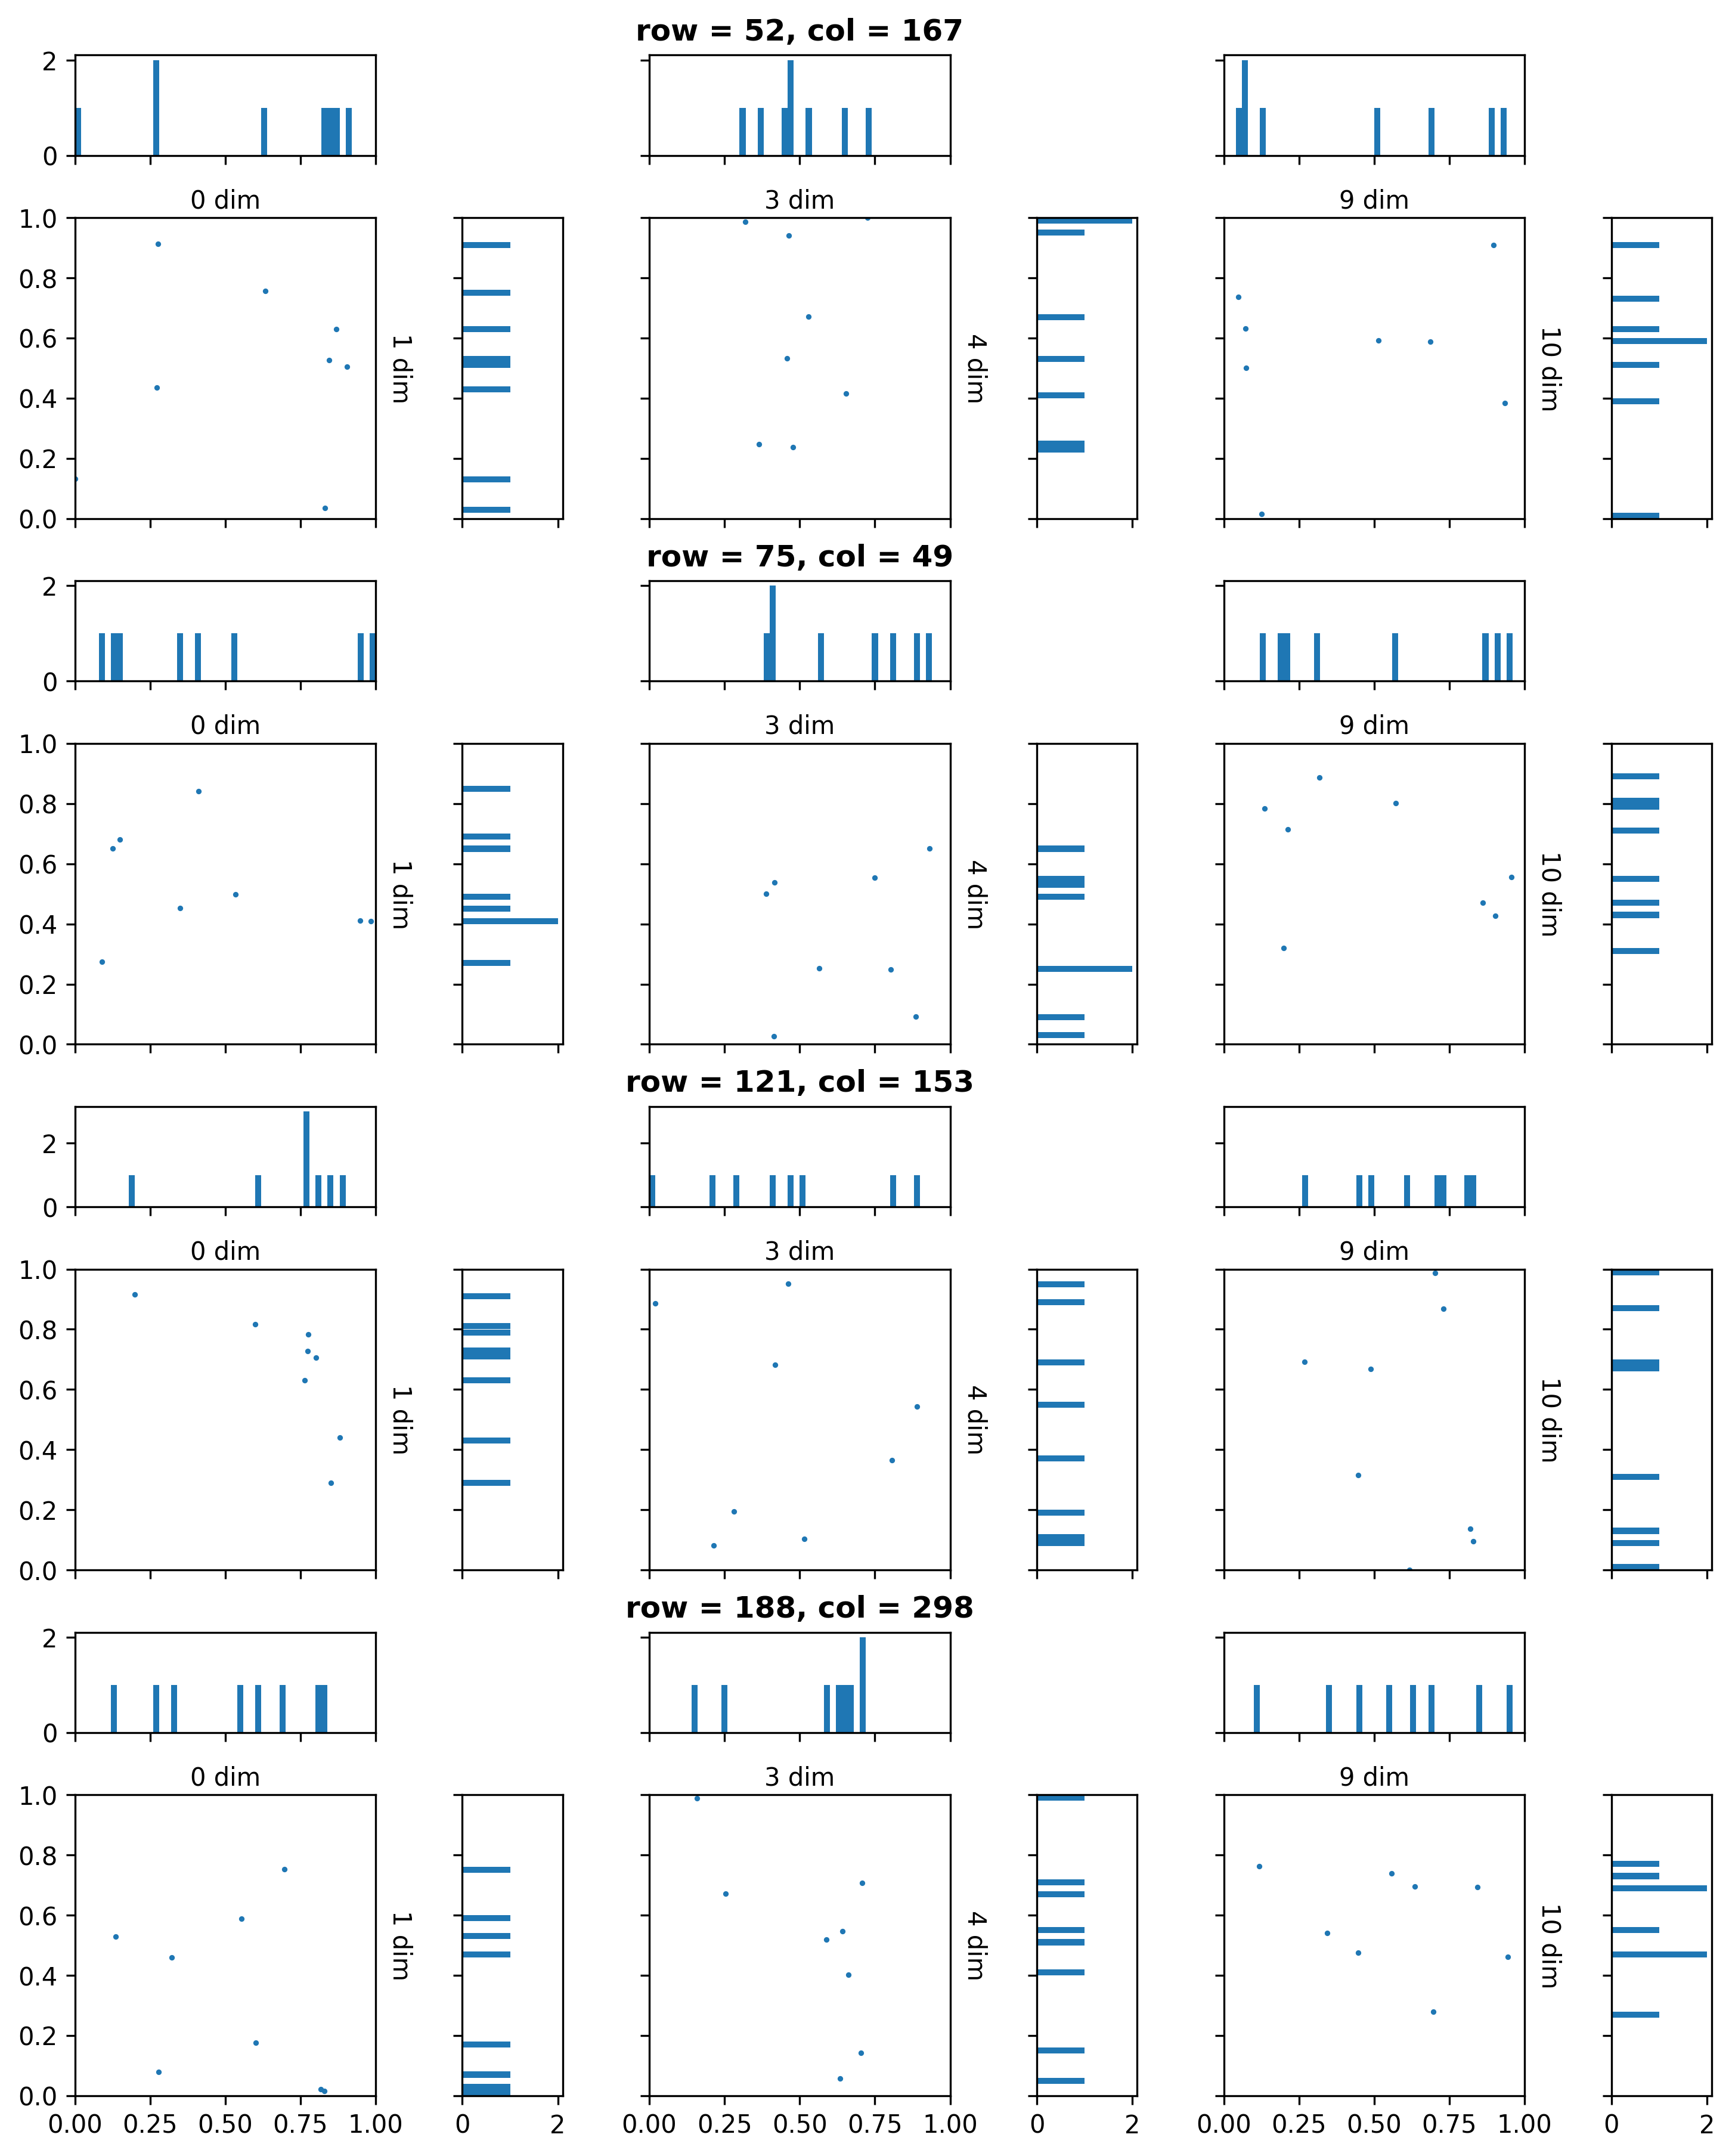 row = 52, col = 167
2
0
0 dim
3 dim
9 dim
1.0
0.8
0.6
0.4
0.2
0.0
1 dim
4 dim
10 dim
row = 75, col = 49
2
0
0 dim
3 dim
9 dim
1.0
0.8
0.6
0.4
0.2
0.0
1 dim
4 dim
10 dim
row = 121, col = 153
2
0
0 dim
3 dim
9 dim
1.0
0.8
0.6
0.4
0.2
0.0
1 dim
4 dim
10 dim
row = 188, col = 298
2
0
0 dim
3 dim
9 dim
1.0
0.8
0.6
0.4
0.2
0.0
1 dim
4 dim
10 dim
0.00 0.25 0.50 0.75 1.00 0 2 0.00 0.25 0.50 0.75 1.00 0 2 0.00 0.25 0.50 0.75 1.00 0 2